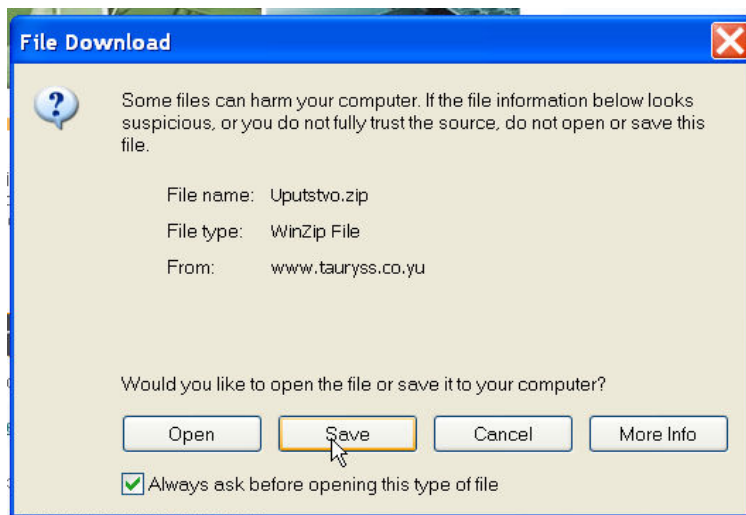 File Download
Some files can harm your computer. If the file information below looks
suspicious, or you do not fully trust the source, do not open or save this
file.
File name: Uputstvo.zip
File type: WinZip File
From: www.tauryss.co.yu
Would you like to open the file or save it to your computer?
Open Save Cancel More Info
Always ask before opening this type of file